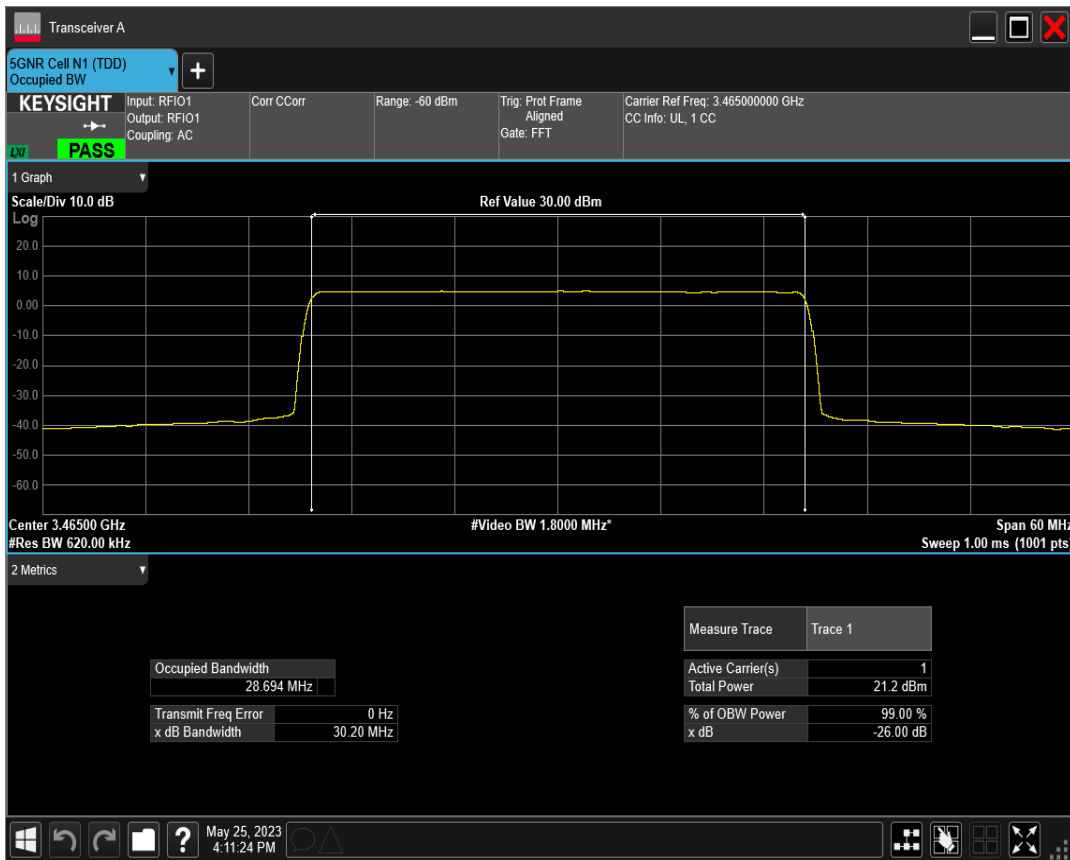 Transceiver A
5GNR Cell N1 (TDD)
Occupied BW
+
KEYSIGHT
LXI
PASS
Input: RFIO1
Output: RFIO1
Coupling: AC
Corr CCorr
Range: -60 dBm
Trig: Prot Frame
Aligned
Gate: FFT
Carrier Ref Freq: 3.465000000 GHz
CC Info: UL, 1 CC
1 Graph
Scale/Div 10.0 dB
Ref Value 30.00 dBm
Log
20.0
10.0
0.00
-10.0
-20.0
-30.0
-40.0
-50.0
-60.0
Center 3.46500 GHz
#Video BW 1.8000 MHz*
Span 60 MHz
#Res BW 620.00 kHz
Sweep 1.00 ms (1001 pts)
2 Metrics
Measure Trace Trace 1
Occupied Bandwidth
28.694 MHz
Active Carrier(s) 1
Total Power 21.2 dBm
Transmit Freq Error 0 Hz
x dB Bandwidth 30.20 MHz
% of OBW Power 99.00 %
x dB -26.00 dB
?
May 25, 2023
4:11:24 PM